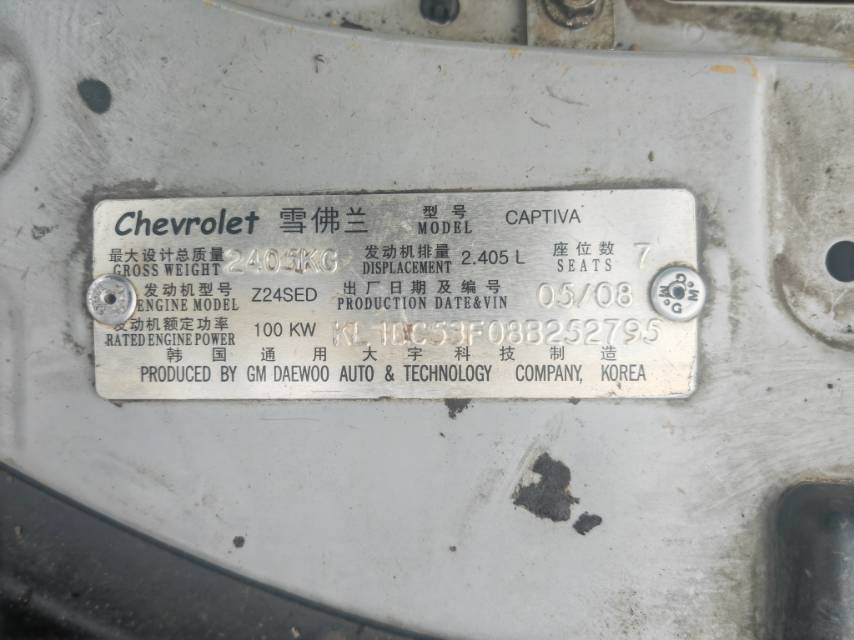 Chevrolet 雪佛兰 型号 MODEL CAPTIVA
最大设计总质量 GROSS WEIGHT 2405KG 发动机排量 DISPLACEMENT 2.405 L 座位数 SEATS 7
发动机型号 ENGINE MODEL Z24SED 出厂日期及编号 PRODUCTION DATE&VIN 05/08
发动机额定功率 RATED ENGINE POWER 100 KW KL1DC53F08B252795
韩国通用大宇科技制造
PRODUCED BY GM DAEWOO AUTO & TECHNOLOGY COMPANY, KOREA